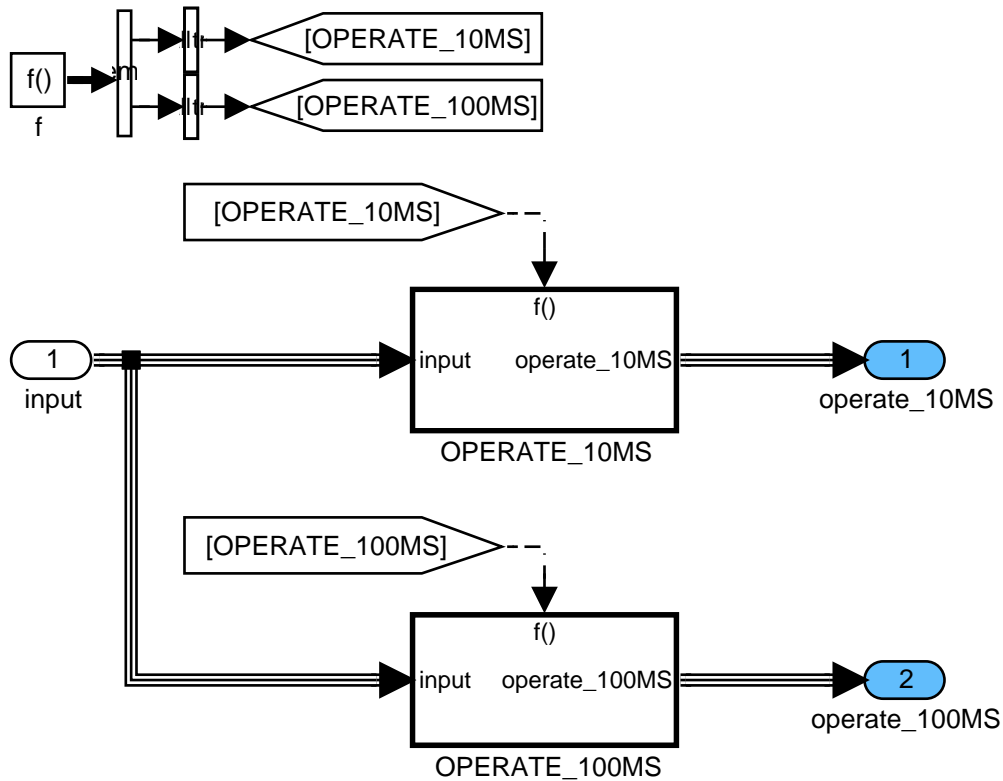 [OPERATE_10MS]
f()
[OPERATE_100MS]
f
[OPERATE_10MS]
f()
1
input
operate_10MS
1
input
operate_10MS
OPERATE_10MS
[OPERATE_100MS]
f()
input
operate_100MS
2
operate_100MS
OPERATE_100MS